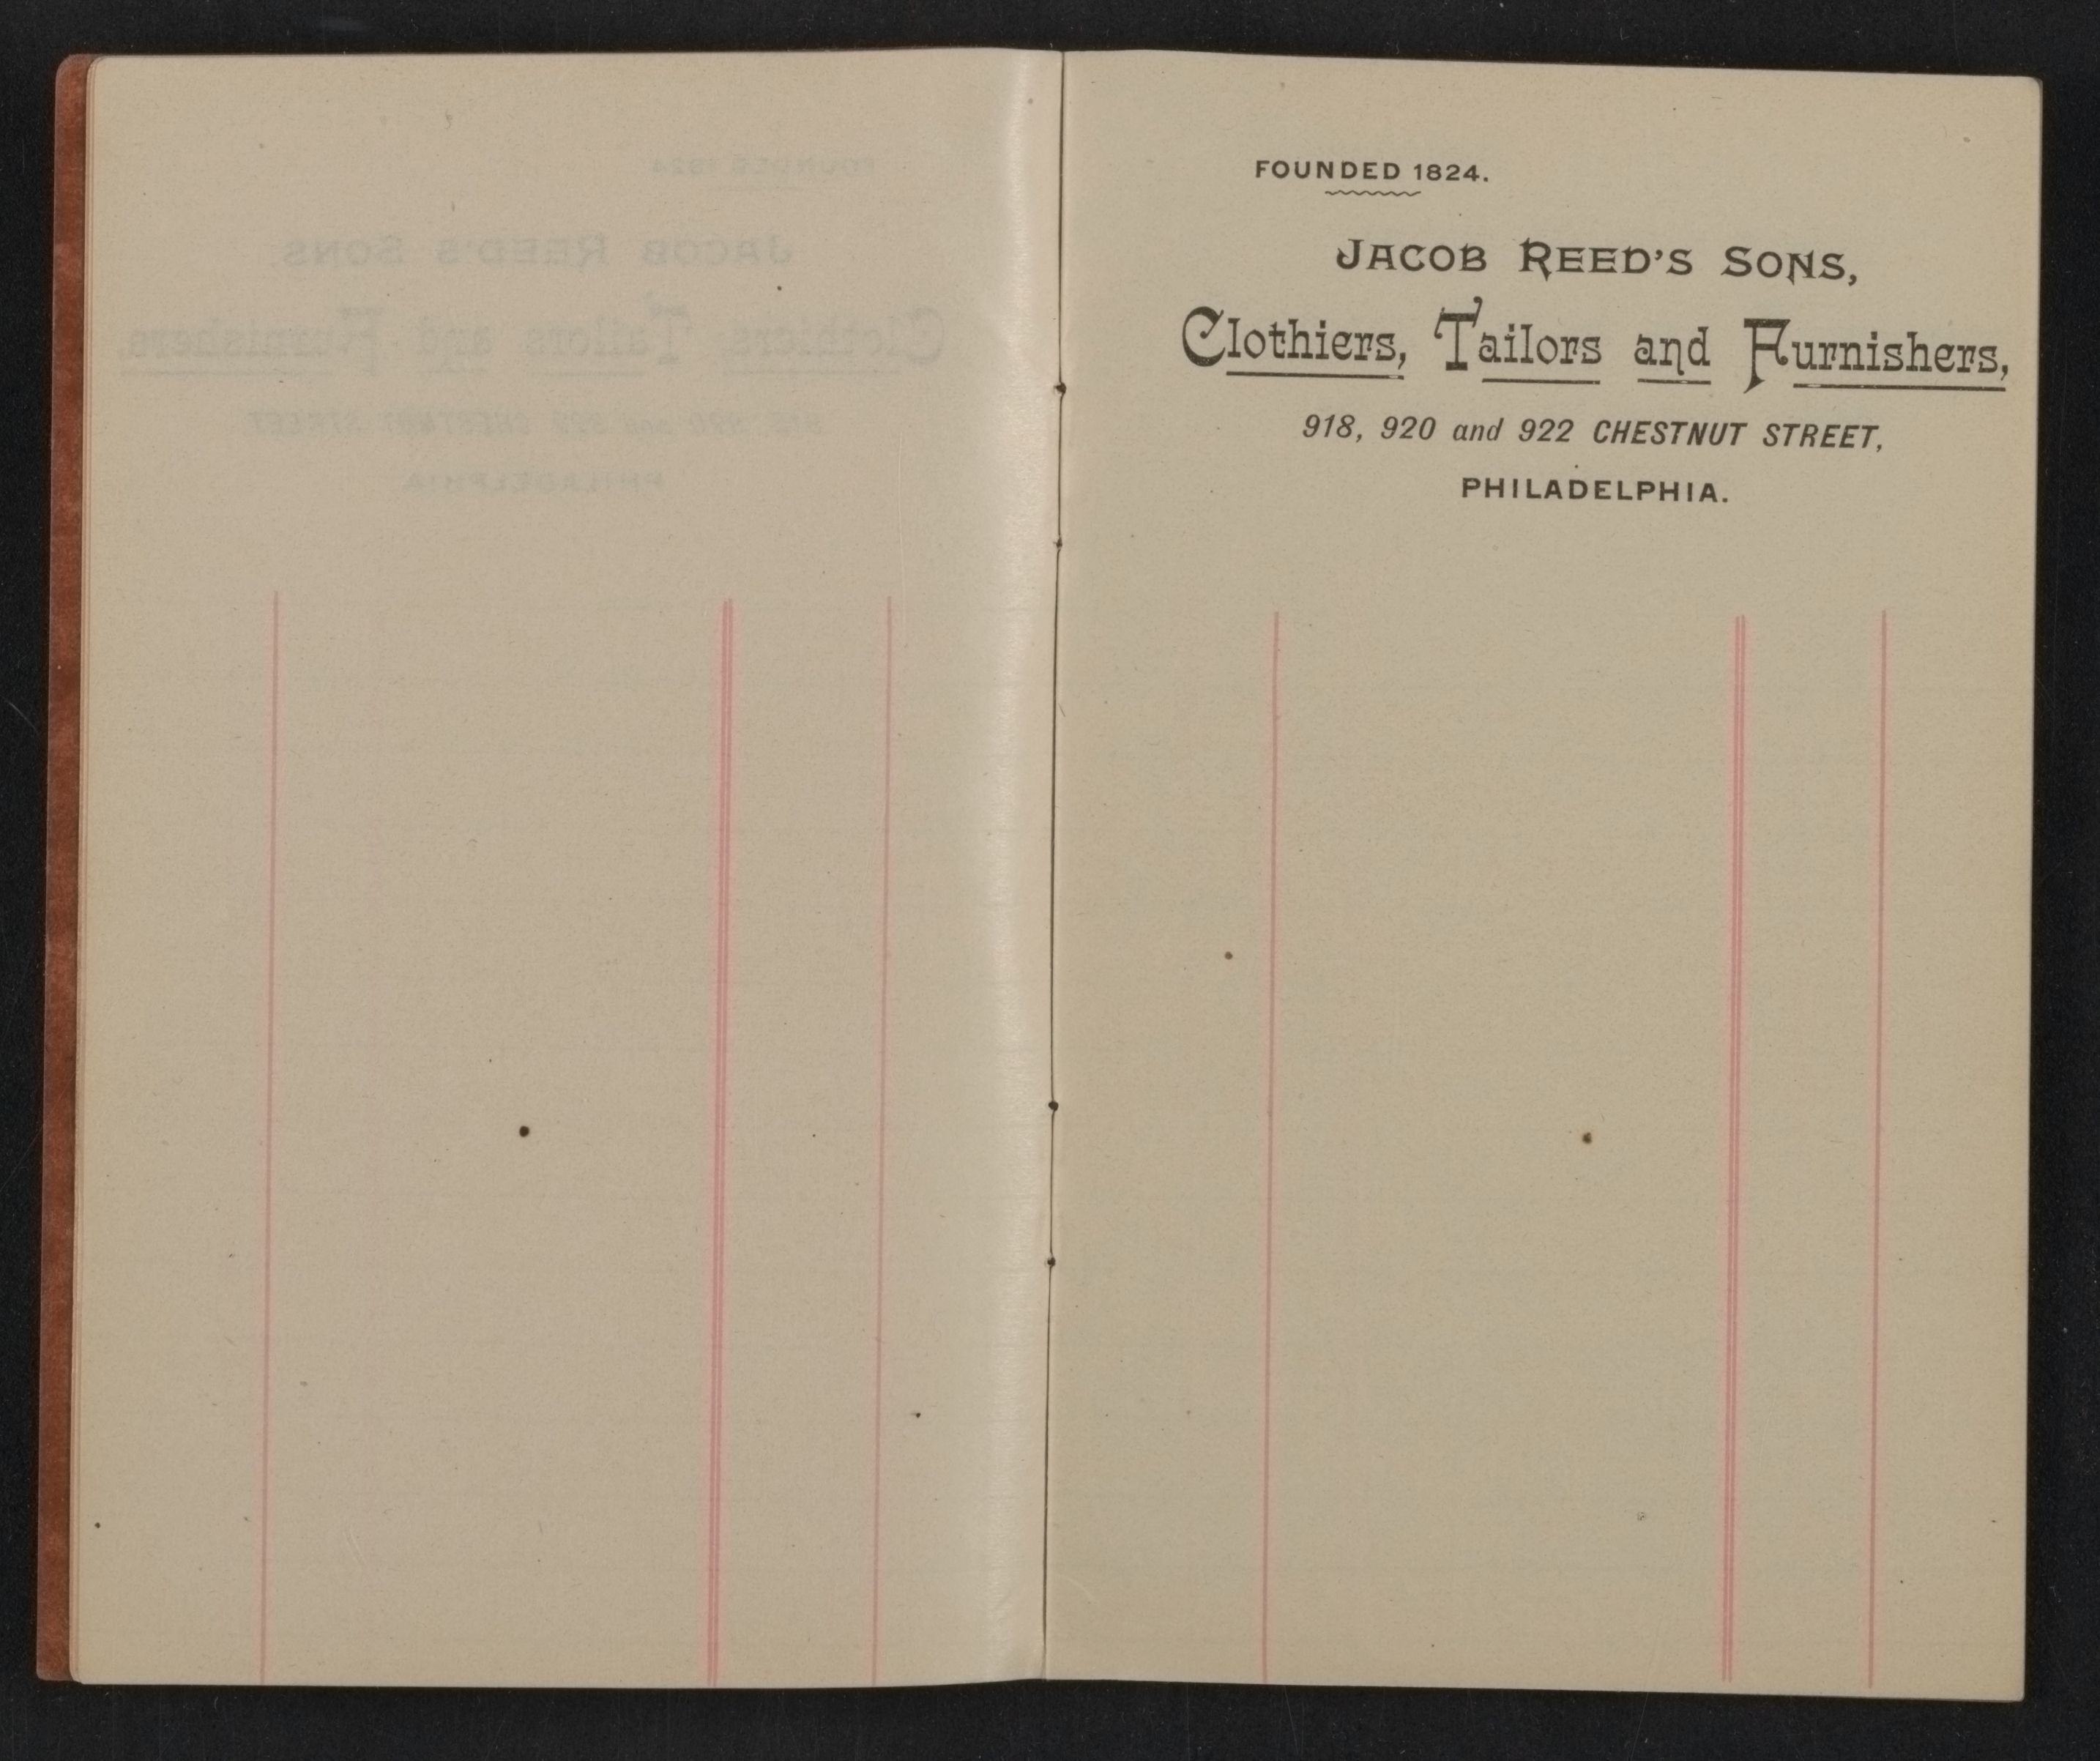 FOUNDED 1824.
JACOB REED'S SONS,
Clothiers, Tailors and Furnishers,
918, 920 and 922 CHESTNUT STREET,
PHILADELPHIA.